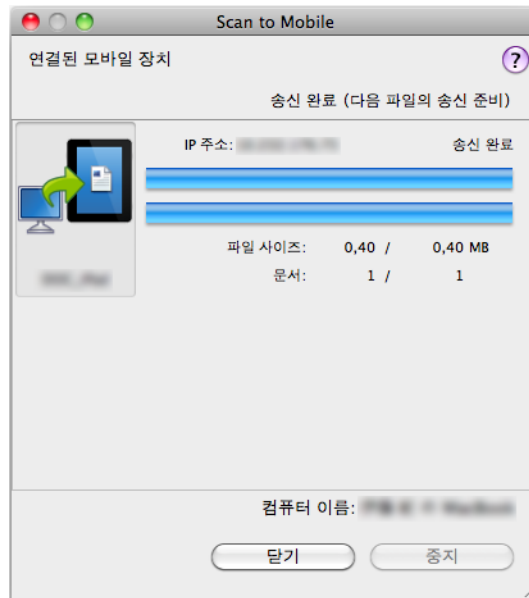 Scan to Mobile
연결된 모바일 장치
?
송신 완료 (다음 파일의 송신 준비)
IP 주소: 송신 완료
파일 사이즈: 0,40 / 0,40 MB
문서: 1 / 1
컴퓨터 이름:
닫기 중지